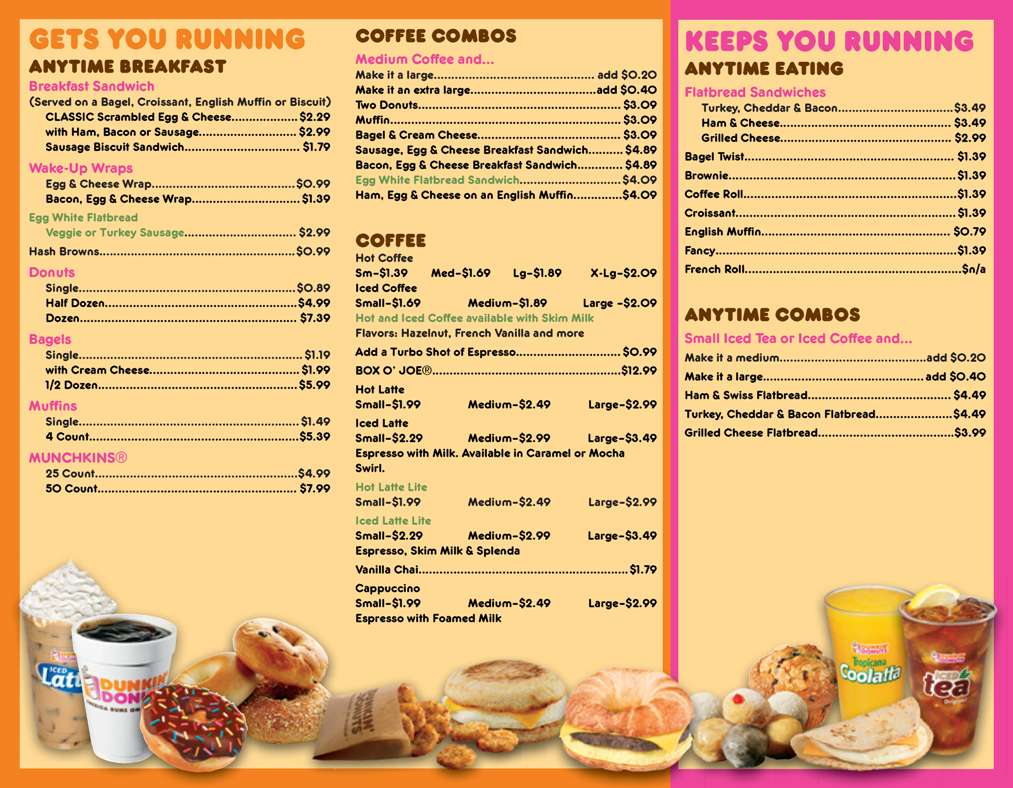 GETS YOU RUNNING
ANYTIME BREAKFAST
Breakfast Sandwich
(Served on a Bagel, Croissant, English Muffin or Biscuit)
CLASSIC Scrambled Egg & Cheese................... $2.29
with Ham, Bacon or Sausage............................ $2.99
Sausage Biscuit Sandwich................................. $1.79
Wake-Up Wraps
Egg & Cheese Wrap.........................................$0.99
Bacon, Egg & Cheese Wrap...............................$1.39
Egg White Flatbread
Veggie or Turkey Sausage................................ $2.99
Hash Browns........................................................$0.99
Donuts
Single..............................................................$0.89
Half Dozen.......................................................$4.99
Dozen.............................................................. $7.39
Bagels
Single................................................................ $1.19
with Cream Cheese...........................................$1.99
1/2 Dozen.........................................................$5.99
Muffins
Single................................................................$1.49
4 Count............................................................$5.39
MUNCHKINS®
25 Count..........................................................$4.99
50 Count......................................................... $7.99
COFFEE COMBOS
Medium Coffee and...
Make it a large.............................................. add $0.20
Make it an extra large....................................add $0.40
Two Donuts.......................................................... $3.09
Muffin.................................................................. $3.09
Bagel & Cream Cheese......................................... $3.09
Sausage, Egg & Cheese Breakfast Sandwich.......... $4.89
Bacon, Egg & Cheese Breakfast Sandwich............. $4.89
Egg White Flatbread Sandwich............................. $4.09
Ham, Egg & Cheese on an English Muffin..............$4.09
COFFEE
Hot Coffee
Sm-$1.39 Med-$1.69 Lg-$1.89 X-Lg-$2.09
Iced Coffee
Small-$1.69 Medium-$1.89 Large -$2.09
Hot and Iced Coffee available with Skim Milk
Flavors: Hazelnut, French Vanilla and more
Add a Turbo Shot of Espresso.............................. $0.99
BOX O' JOE®......................................................$12.99
Hot Latte
Small-$1.99 Medium-$2.49 Large-$2.99
Iced Latte
Small-$2.29 Medium-$2.99 Large-$3.49
Espresso with Milk. Available in Caramel or Mocha
Swirl.
Hot Latte Lite
Small-$1.99 Medium-$2.49 Large-$2.99
Iced Latte Lite
Small-$2.29 Medium-$2.99 Large-$3.49
Espresso, Skim Milk & Splenda
Vanilla Chai............................................................$1.79
Cappuccino
Small-$1.99 Medium-$2.49 Large-$2.99
Espresso with Foamed Milk
KEEPS YOU RUNNING
ANYTIME EATING
Flatbread Sandwiches
Turkey, Cheddar & Bacon.................................$3.49
Ham & Cheese................................................. $3.49
Grilled Cheese................................................. $2.99
Bagel Twist............................................................ $1.39
Brownie.................................................................$1.39
Coffee Roll.............................................................$1.39
Croissant...............................................................$1.39
English Muffin...................................................... $0.79
Fancy.....................................................................$1.39
French Roll..............................................................$n/a
ANYTIME COMBOS
Small Iced Tea or Iced Coffee and...
Make it a medium..........................................add $0.20
Make it a large.............................................. add $0.40
Ham & Swiss Flatbread......................................... $4.49
Turkey, Cheddar & Bacon Flatbread......................$4.49
Grilled Cheese Flatbread.......................................$3.99
ICED
Latt
DUNKIN'
DON
AMERICA RUNS ON
DUNKIN'
DONUTS
DUNKIN'
DONUTS
Tropicana
Coolatta
DUNKIN'
DONUTS
ICED
tea
Original